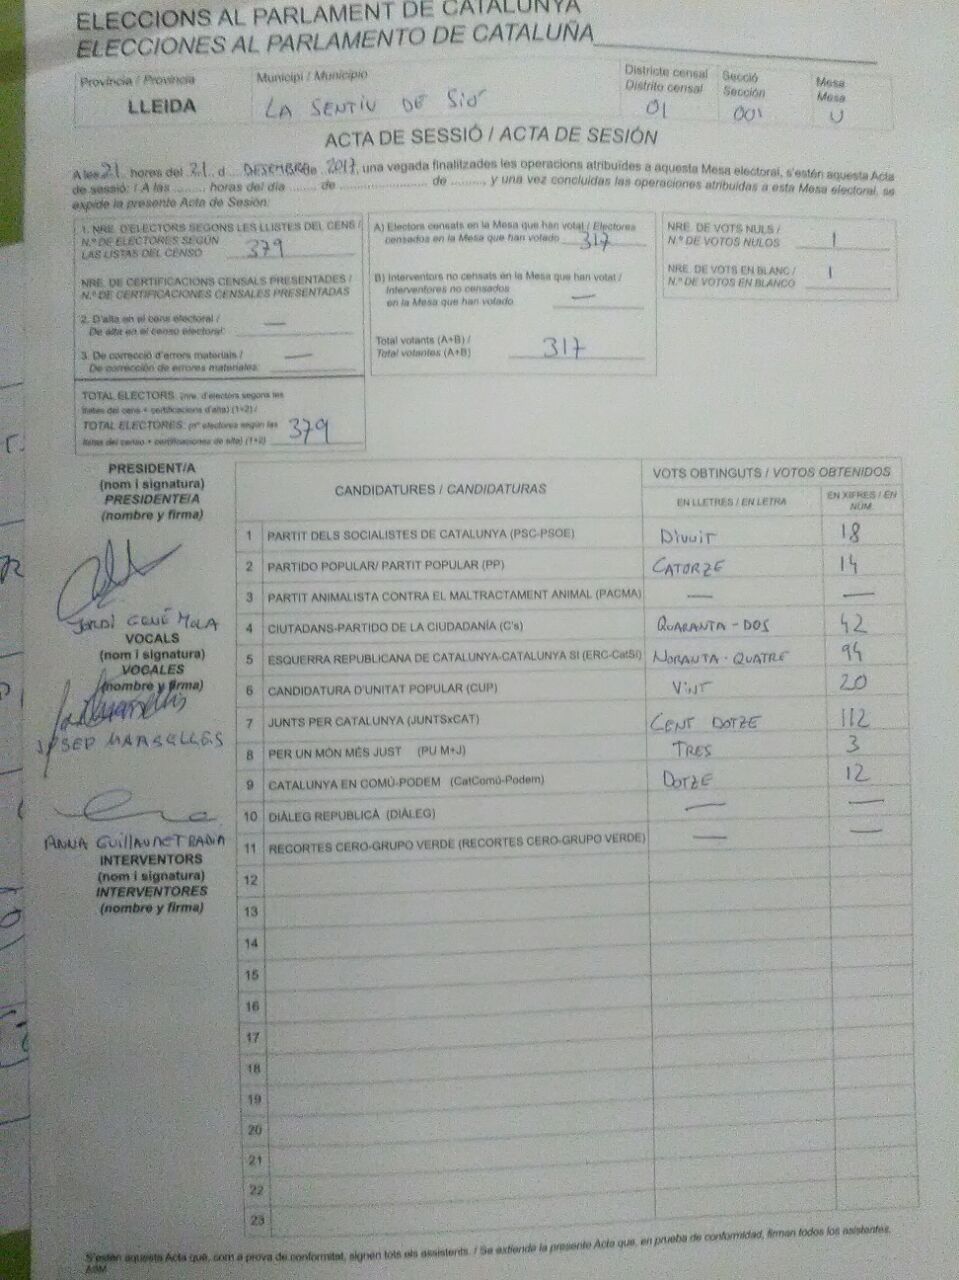 ELECCIONS AL PARLAMENT DE CATALUNYA
ELECCIONES AL PARLAMENTO DE CATALUÑA
Província / Provincia
LLEIDA
Municipi / Municipio
LA SENTIU DE SIÓ
Districte censal
Distrito censal
01
Secció
Sección
001
Mesa
Mesa
U
ACTA DE SESSIÓ / ACTA DE SESIÓN
A les 21 hores del 21 d DESEMBRE de 2017, una vegada finalitzades les operacions atribuïdes a aquesta Mesa electoral, s'estén aquesta Acta
de sessió: / A las ........ horas del día ........ de ........................ de ........, y una vez concluidas las operaciones atribuidas a esta Mesa electoral, se
expide la presente Acta de Sesión:
1. NRE. D'ELECTORS SEGONS LES LLISTES DEL CENS /
N.º DE ELECTORES SEGÚN
LAS LISTAS DEL CENSO 379
NRE. DE CERTIFICACIONS CENSALS PRESENTADES /
N.º DE CERTIFICACIONES CENSALES PRESENTADAS
2. D'alta en el cens electoral /
De alta en el censo electoral: —
3. De correcció d'errors materials /
De corrección de errores materiales: —
TOTAL ELECTORS: (nre. d'electors segons les
llistes del cens + certificacions d'alta) (1+2) /
TOTAL ELECTORES: (nº electores según las
listas del censo + certificaciones de alta) (1+2) 379
A) Electors censats en la Mesa que han votat / Electores
censados en la Mesa que han votado 317
B) Interventors no censats en la Mesa que han votat /
Interventores no censados
en la Mesa que han votado —
Total votants (A+B) /
Total votantes (A+B) 317
NRE. DE VOTS NULS /
N.º DE VOTOS NULOS 1
NRE. DE VOTS EN BLANC /
N.º DE VOTOS EN BLANCO 1
PRESIDENT/A
(nom i signatura)
PRESIDENTE/A
(nombre y firma)
JORDI GENÉ MOLA
VOCALS
(nom i signatura)
VOCALES
(nombre y firma)
JOSEP MARSELLES
ANNA GUILLAUMET
INTERVENTORS
(nom i signatura)
INTERVENTORES
(nombre y firma)
CANDIDATURES / CANDIDATURAS
VOTS OBTINGUTS / VOTOS OBTENIDOS
EN LLETRES / EN LETRA
EN XIFRES / EN
NÚM.
1 PARTIT DELS SOCIALISTES DE CATALUNYA (PSC-PSOE) DIVUIT 18
2 PARTIDO POPULAR/ PARTIT POPULAR (PP) CATORZE 14
3 PARTIT ANIMALISTA CONTRA EL MALTRACTAMENT ANIMAL (PACMA) — —
4 CIUTADANS-PARTIDO DE LA CIUDADANÍA (C's) QUARANTA-DOS 42
5 ESQUERRA REPUBLICANA DE CATALUNYA-CATALUNYA SI (ERC-CatSí) NORANTA-QUATRE 94
6 CANDIDATURA D'UNITAT POPULAR (CUP) VINT 20
7 JUNTS PER CATALUNYA (JUNTSxCAT) CENT DOTZE 112
8 PER UN MÓN MÉS JUST (PU M+J) TRES 3
9 CATALUNYA EN COMÚ-PODEM (CatComú-Podem) DOTZE 12
10 DIÀLEG REPUBLICÀ (DIÀLEG) — —
11 RECORTES CERO-GRUPO VERDE (RECORTES CERO-GRUPO VERDE) — —
12
13
14
15
16
17
18
19
20
21
22
23
S'estén aquesta Acta que, com a prova de conformitat, signen tots els assistents. / Se extiende la presente Acta que, en prueba de conformidad, firman todos los asistentes.